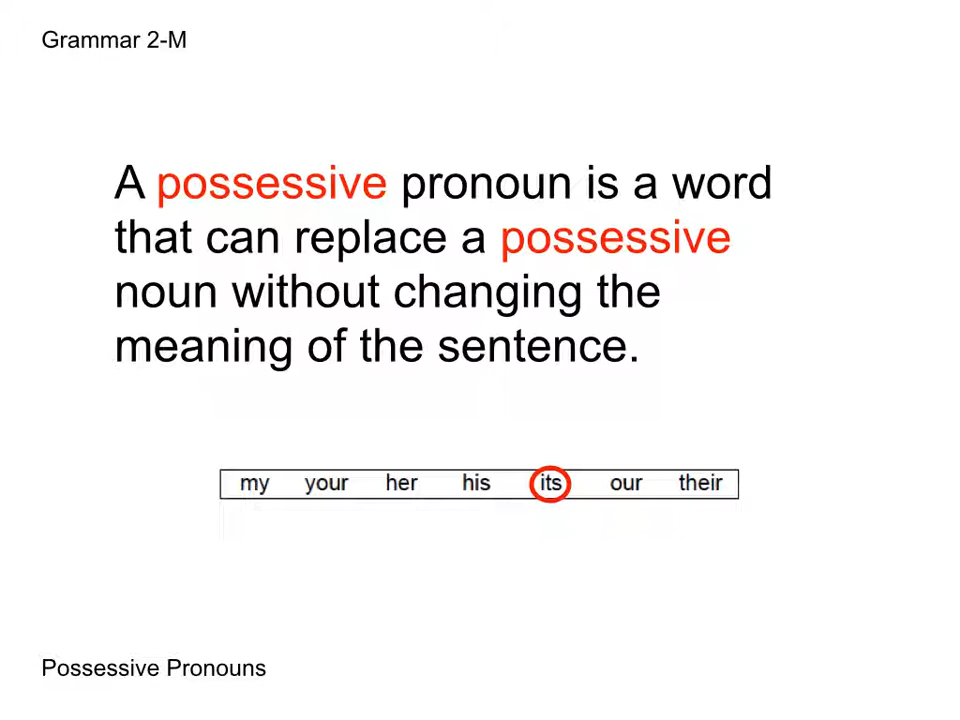 Grammar 2-M
A possessive pronoun is a word
that can replace a possessive
noun without changing the
meaning of the sentence.
my your her his its our their
Possessive Pronouns